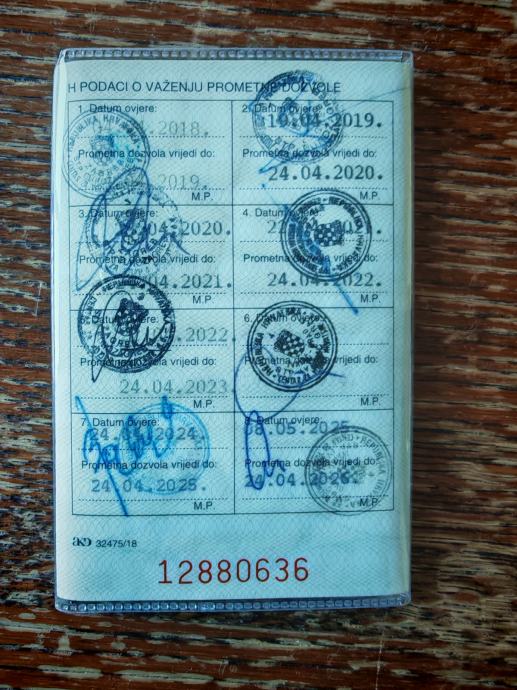 H PODACI O VAŽENJU PROMETNE DOZVOLE
1. Datum ovjere:
2018.
Prometna dozvola vrijedi do:
2019.
M.P.
2. Datum ovjere:
10.04.2019.
Prometna dozvola vrijedi do:
24.04.2020.
M.P.
3. Datum ovjere:
.2020.
Prometna dozvola vrijedi do:
.04.2021.
M.P.
4. Datum ovjere:
Prometna dozvola vrijedi do:
24.04.2022.
M.P.
Datum ovjere:
.2022.
Prometna dozvola vrijedi do:
24.04.2023.
M.P.
6. Datum ovjere:
Prometna dozvola vrijedi do:
M.P.
7. Datum ovjere:
24.04.2024.
Prometna dozvola vrijedi do:
24.04.2025.
M.P.
8. Datum ovjere:
08.05.2025.
Prometna dozvola vrijedi do:
24.04.2026.
M.P.
AKD 32475/18
12880636